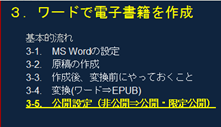 ３．ワードで電子書籍を作成
基本的流れ
3-1.　MS Wordの設定
3-2.　原稿の作成
3-3.　作成後、変換前にやっておくこと
3-4.　変換(ワード⇒EPUB)
3-5.　公開設定（非公開⇒公開・限定公開）